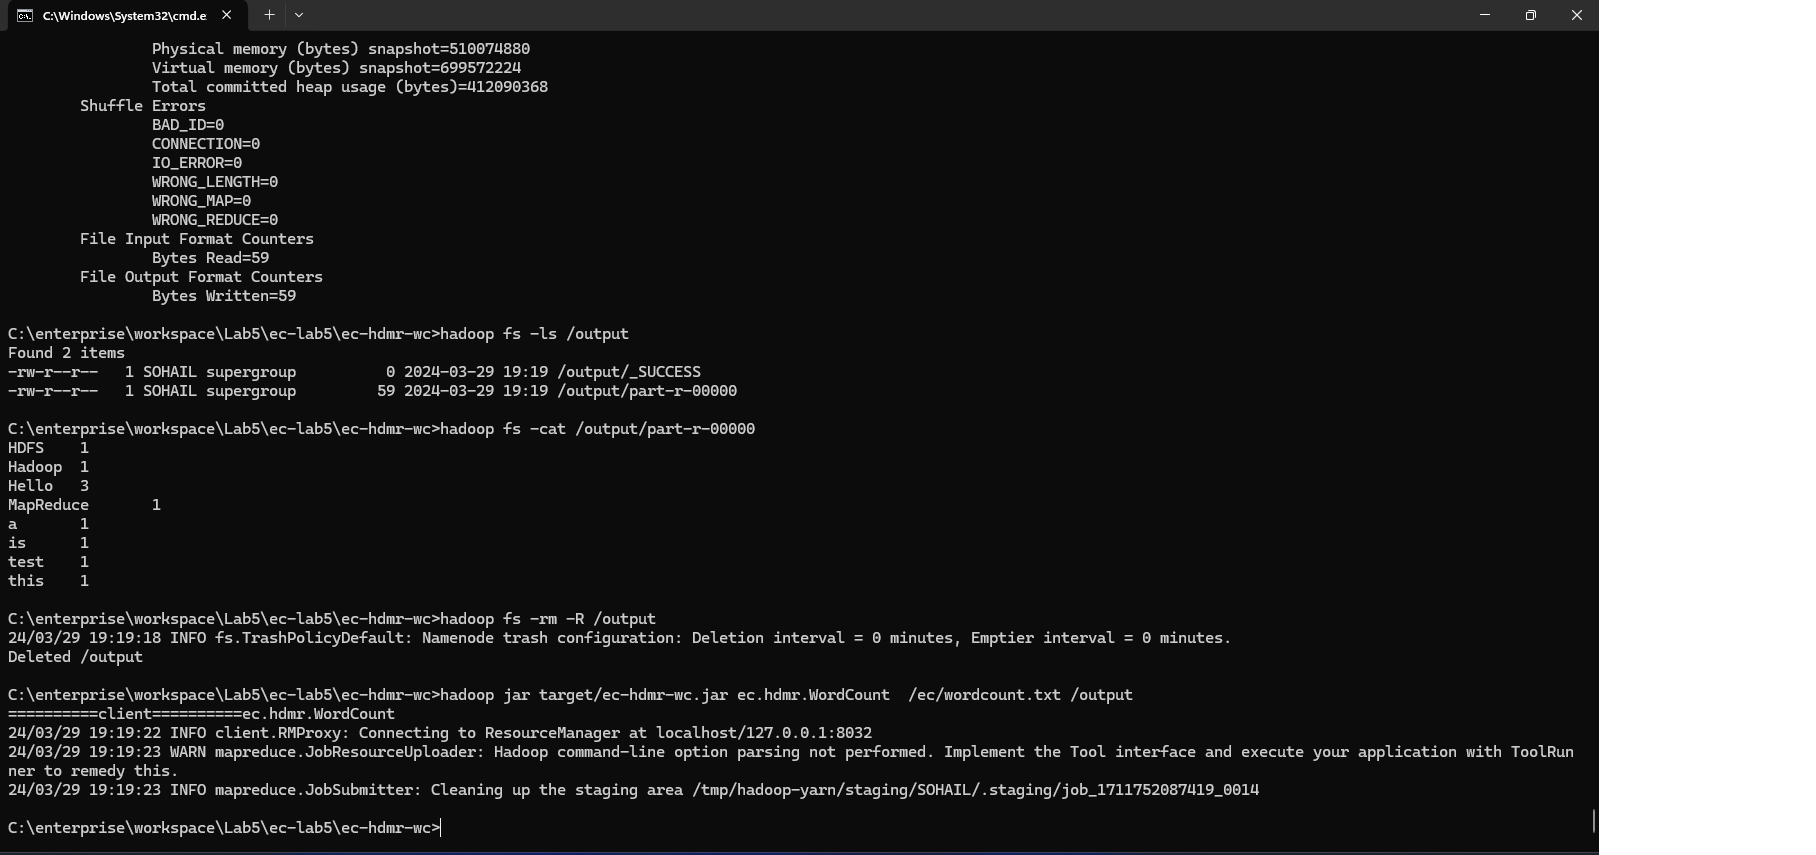 C:\Windows\System32\cmd.e
Physical memory (bytes) snapshot=510074880
Virtual memory (bytes) snapshot=699572224
Total committed heap usage (bytes)=412090368
Shuffle Errors
BAD_ID=0
CONNECTION=0
IO_ERROR=0
WRONG_LENGTH=0
WRONG_MAP=0
WRONG_REDUCE=0
File Input Format Counters
Bytes Read=59
File Output Format Counters
Bytes Written=59
C:\enterprise\workspace\Lab5\ec-lab5\ec-hdmr-wc>hadoop fs -ls /output
Found 2 items
-rw-r--r--   1 SOHAIL supergroup          0 2024-03-29 19:19 /output/_SUCCESS
-rw-r--r--   1 SOHAIL supergroup         59 2024-03-29 19:19 /output/part-r-00000
C:\enterprise\workspace\Lab5\ec-lab5\ec-hdmr-wc>hadoop fs -cat /output/part-r-00000
HDFS    1
Hadoop  1
Hello   3
MapReduce       1
a       1
is      1
test    1
this    1
C:\enterprise\workspace\Lab5\ec-lab5\ec-hdmr-wc>hadoop fs -rm -R /output
24/03/29 19:19:18 INFO fs.TrashPolicyDefault: Namenode trash configuration: Deletion interval = 0 minutes, Emptier interval = 0 minutes.
Deleted /output
C:\enterprise\workspace\Lab5\ec-lab5\ec-hdmr-wc>hadoop jar target/ec-hdmr-wc.jar ec.hdmr.WordCount  /ec/wordcount.txt /output
==========client==========ec.hdmr.WordCount
24/03/29 19:19:22 INFO client.RMProxy: Connecting to ResourceManager at localhost/127.0.0.1:8032
24/03/29 19:19:23 WARN mapreduce.JobResourceUploader: Hadoop command-line option parsing not performed. Implement the Tool interface and execute your application with ToolRun
ner to remedy this.
24/03/29 19:19:23 INFO mapreduce.JobSubmitter: Cleaning up the staging area /tmp/hadoop-yarn/staging/SOHAIL/.staging/job_1711752087419_0014
C:\enterprise\workspace\Lab5\ec-lab5\ec-hdmr-wc>